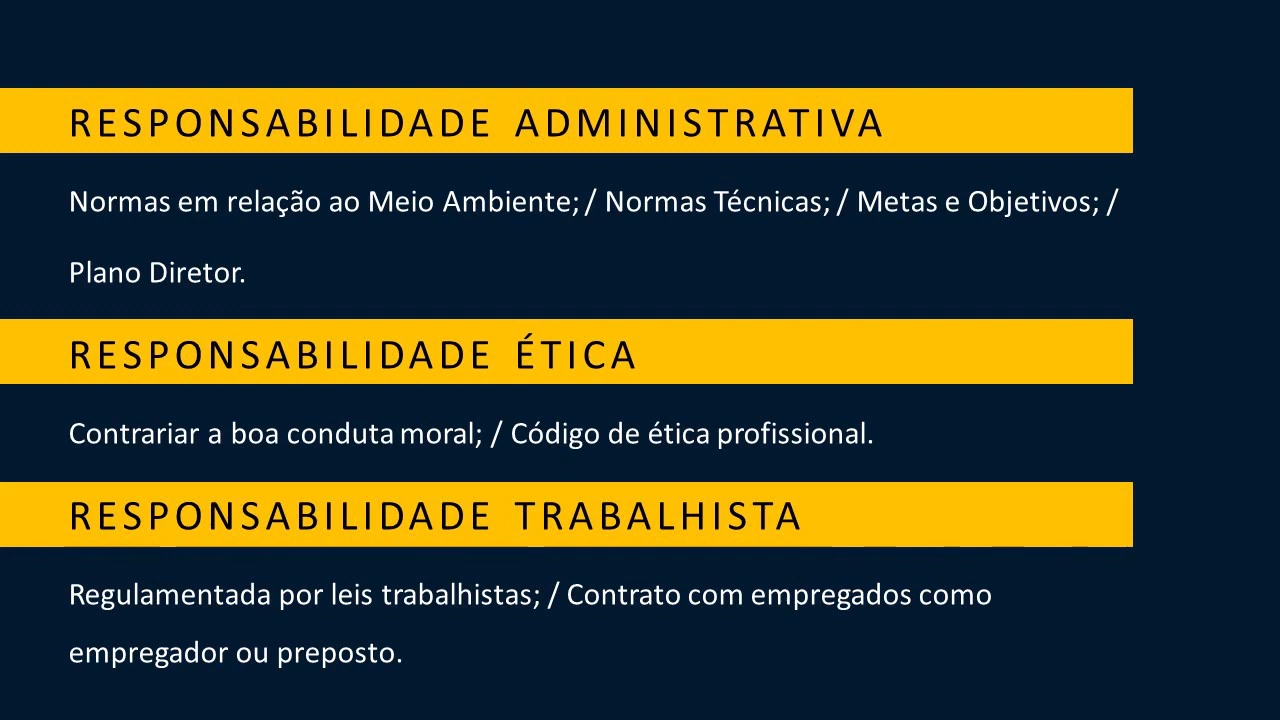 RESPONSABILIDADE ADMINISTRATIVA
Normas em relação ao Meio Ambiente; / Normas Técnicas; / Metas e Objetivos; /
Plano Diretor.
RESPONSABILIDADE ÉTICA
Contrariar a boa conduta moral; / Código de ética profissional.
RESPONSABILIDADE TRABALHISTA
Regulamentada por leis trabalhistas; / Contrato com empregados como
empregador ou preposto.